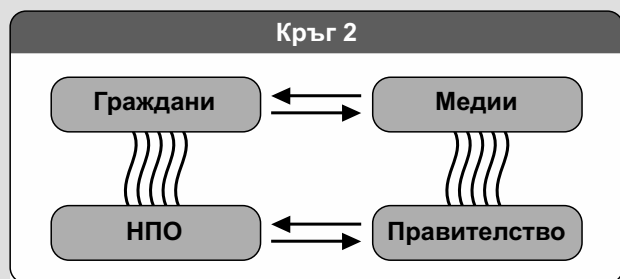 Кръг 2
Граждани
Медии
НПО
Правителство